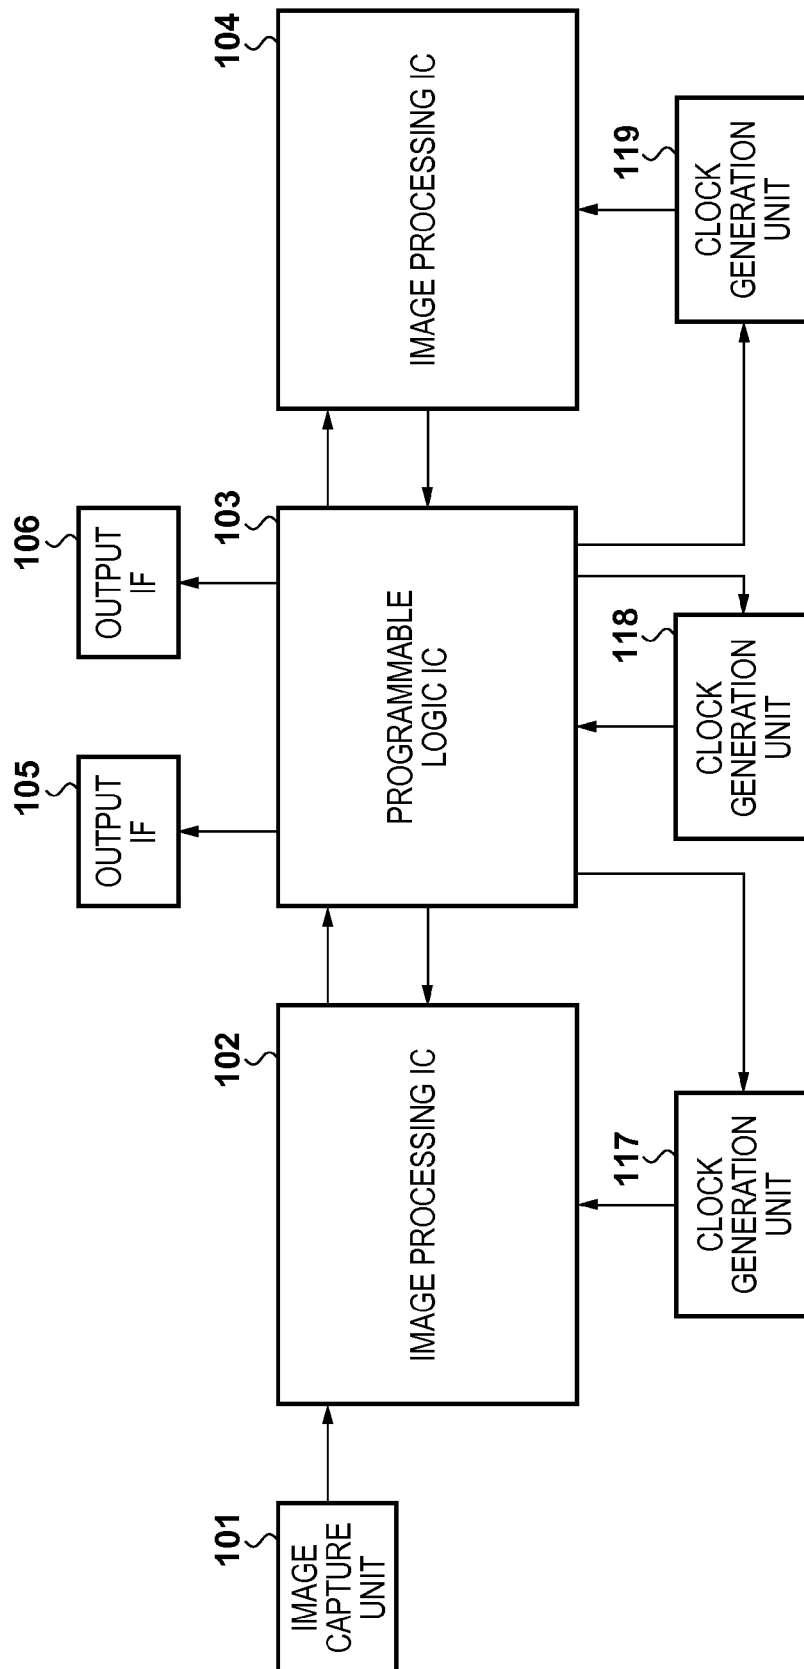 105
OUTPUT
IF
106
OUTPUT
IF
101
IMAGE
CAPTURE
UNIT
102
IMAGE PROCESSING IC
103
PROGRAMMABLE
LOGIC IC
104
IMAGE PROCESSING IC
117
CLOCK
GENERATION
UNIT
118
CLOCK
GENERATION
UNIT
119
CLOCK
GENERATION
UNIT